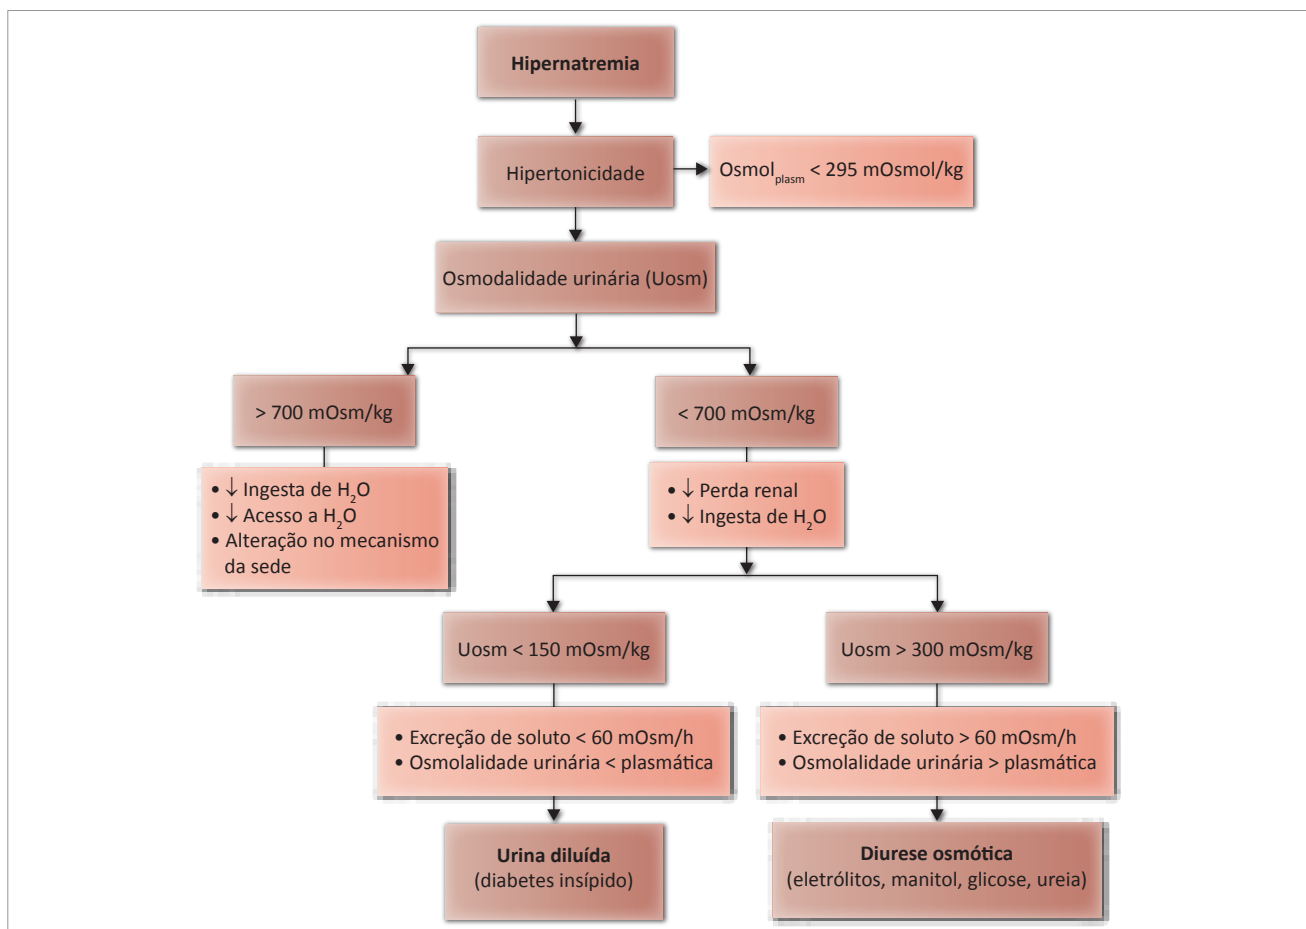 Hipernatremia
Hipertonicidade
Osmol plasm < 295 mOsmol/kg
Osmodalidade urinária (Uosm)
> 700 mOsm/kg
< 700 mOsm/kg
• ↓ Ingesta de H₂O
• ↓ Acesso a H₂O
• Alteração no mecanismo
da sede
• ↓ Perda renal
• ↓ Ingesta de H₂O
Uosm < 150 mOsm/kg
Uosm > 300 mOsm/kg
• Excreção de soluto < 60 mOsm/h
• Osmolalidade urinária < plasmática
• Excreção de soluto > 60 mOsm/h
• Osmolalidade urinária > plasmática
Urina diluída
(diabetes insípido)
Diurese osmótica
(eletrólitos, manitol, glicose, ureia)